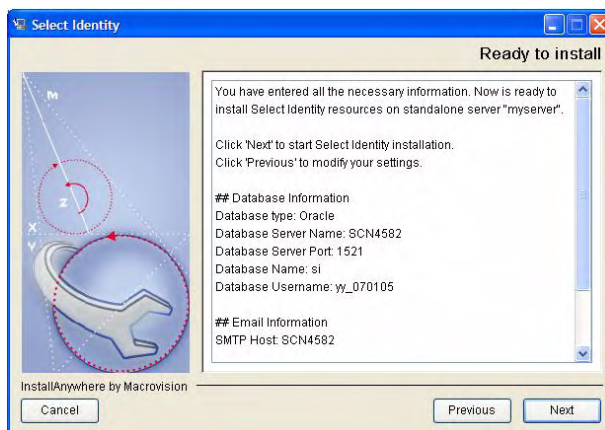 Select Identity
Ready to install
M
Z
X
Y
You have entered all the necessary information. Now is ready to
install Select Identity resources on standalone server "myserver".
Click 'Next' to start Select Identity installation.
Click 'Previous' to modify your settings.
## Database Information
Database type: Oracle
Database Server Name: SCN4582
Database Server Port: 1521
Database Name: si
Database Username: yy_070105
## Email Information
SMTP Host: SCN4582
InstallAnywhere by Macrovision
Cancel
Previous
Next